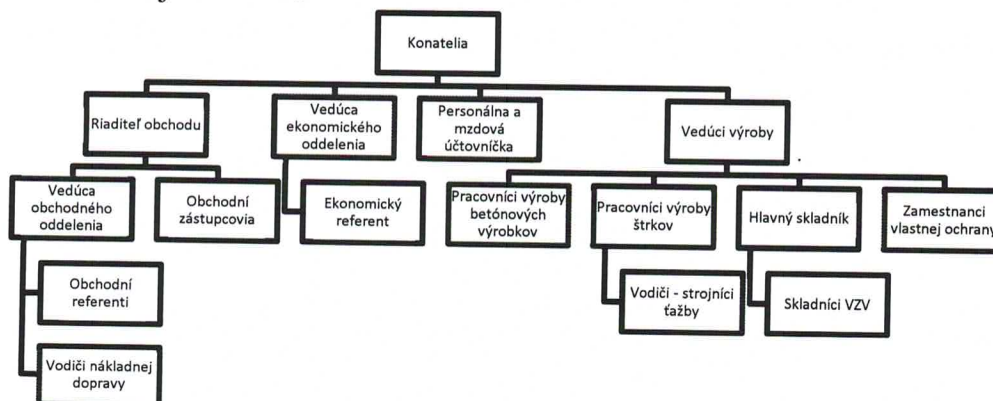 Konatelia
Riaditeľ obchodu
Vedúca
ekonomického
oddelenia
Personálna a
mzdová
účtovníčka
Vedúci výroby
Vedúca
obchodného
oddelenia
Obchodní
zástupcovia
Ekonomický
referent
Pracovníci výroby
betónových
výrobkov
Pracovníci výroby
štrkov
Hlavný skladník
Zamestnanci
vlastnej ochrany
Obchodní
referenti
Vodiči - strojníci
ťažby
Skladníci VZV
Vodiči nákladnej
dopravy